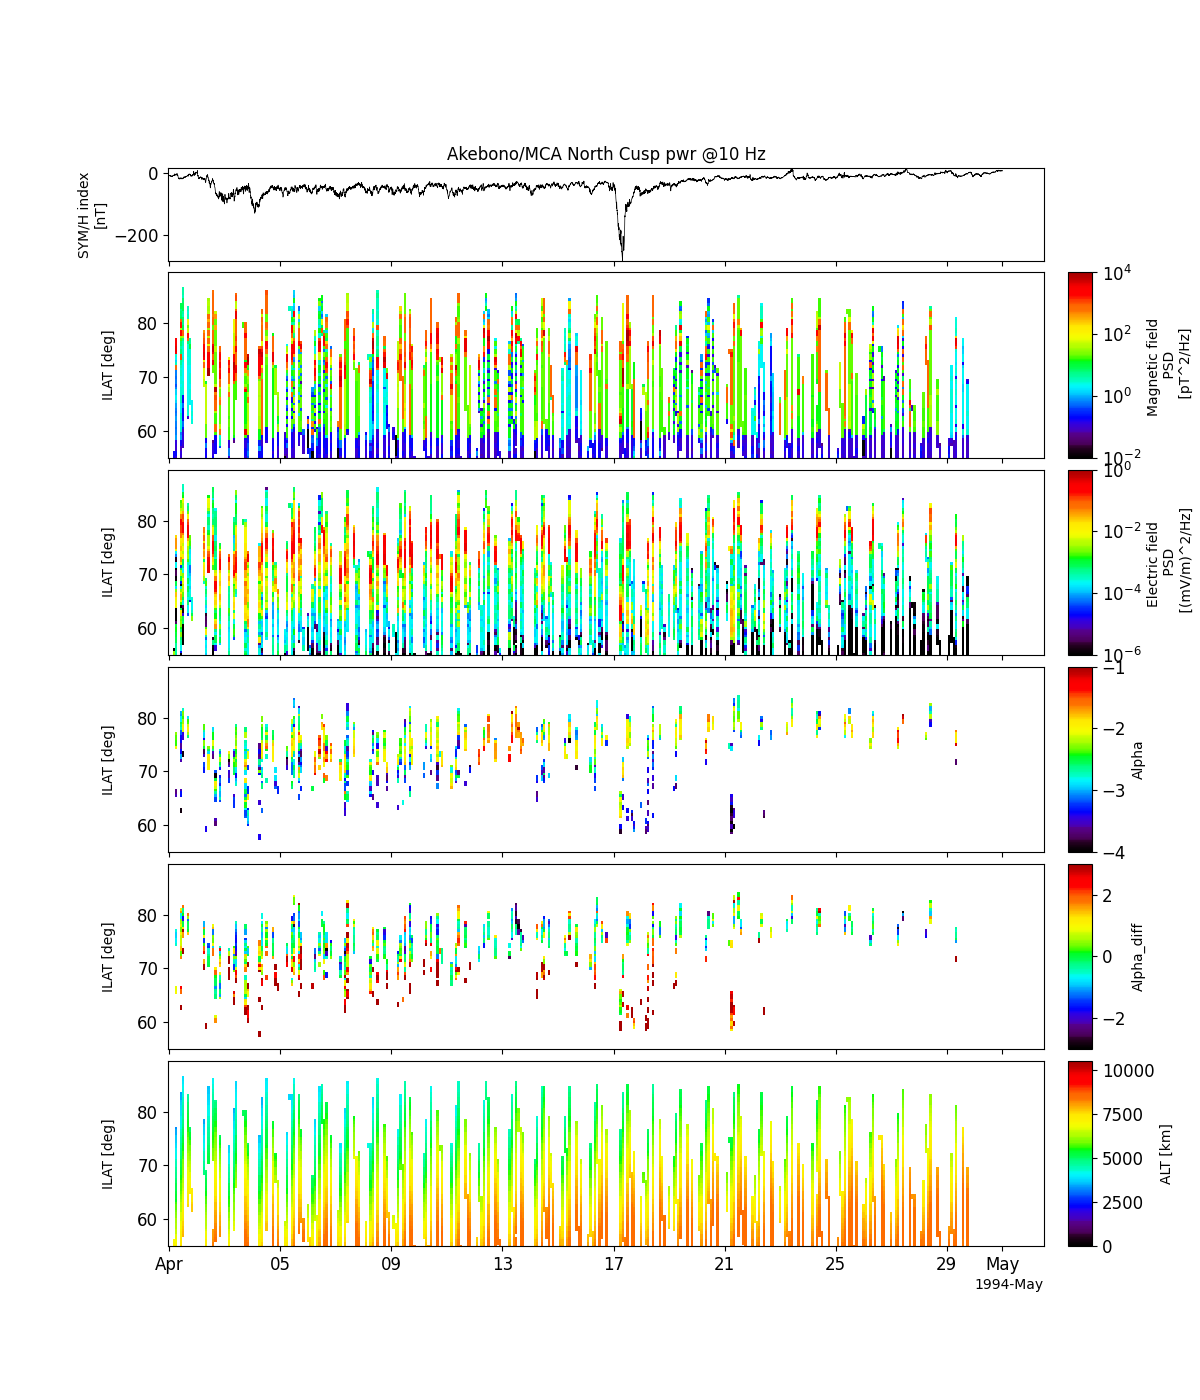 Akebono/MCA North Cusp pwr @10 Hz
0
−200
SYM/H index
[nT]
80
70
60
ILAT [deg]
10^4
10^2
10^0
10^−2
Magnetic field
PSD
[pT^2/Hz]
80
70
60
ILAT [deg]
10^0
10^−2
10^−4
10^−6
Electric field
PSD
[(mV/m)^2/Hz]
80
70
60
ILAT [deg]
−1
−2
−3
−4
Alpha
80
70
60
ILAT [deg]
2
0
−2
Alpha_diff
80
70
60
ILAT [deg]
10000
7500
5000
2500
0
ALT [km]
Apr 05 09 13 17 21 25 29 May
1994-May